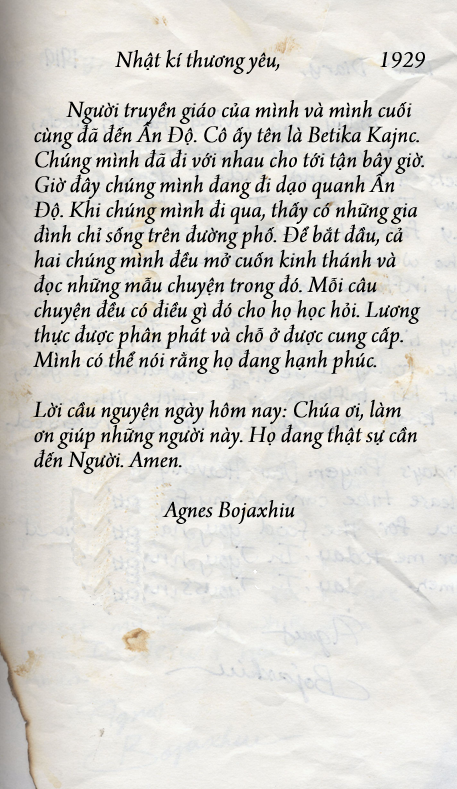 Nhật kí thương yêu, 1929
Người truyền giáo của mình và mình cuối
cùng đã đến Ấn Độ. Cô ấy tên là Betika Kajnc.
Chúng mình đã đi với nhau cho tới tận bây giờ.
Giờ đây chúng mình đang đi dạo quanh Ấn
Độ. Khi chúng mình đi qua, thấy có những gia
đình chỉ sống trên đường phố. Để bắt đầu, cả
hai chúng mình đều mở cuốn kinh thánh và
đọc những mẩu chuyện trong đó. Mỗi câu
chuyện đều có điều gì đó cho họ học hỏi. Lương
thực được phân phát và chỗ ở được cung cấp.
Mình có thể nói rằng họ đang hạnh phúc.
Lời cầu nguyện ngày hôm nay: Chúa ơi, làm
ơn giúp những người này. Họ đang thật sự cần
đến Người. Amen.
Agnes Bojaxhiu